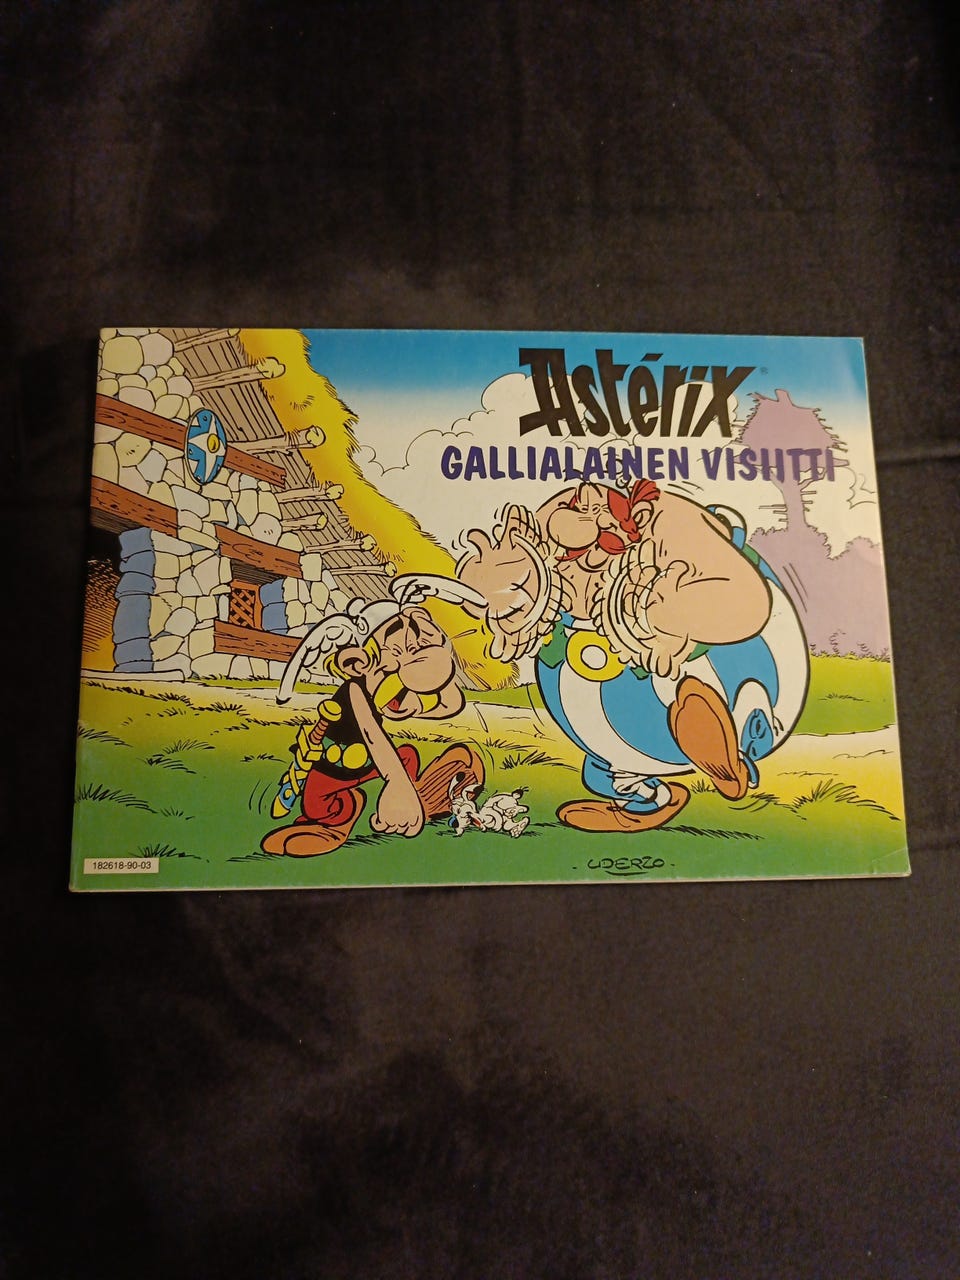 Astérix®
GALLIALAINEN VISIITTI
182618-90-03
·UDERZO·